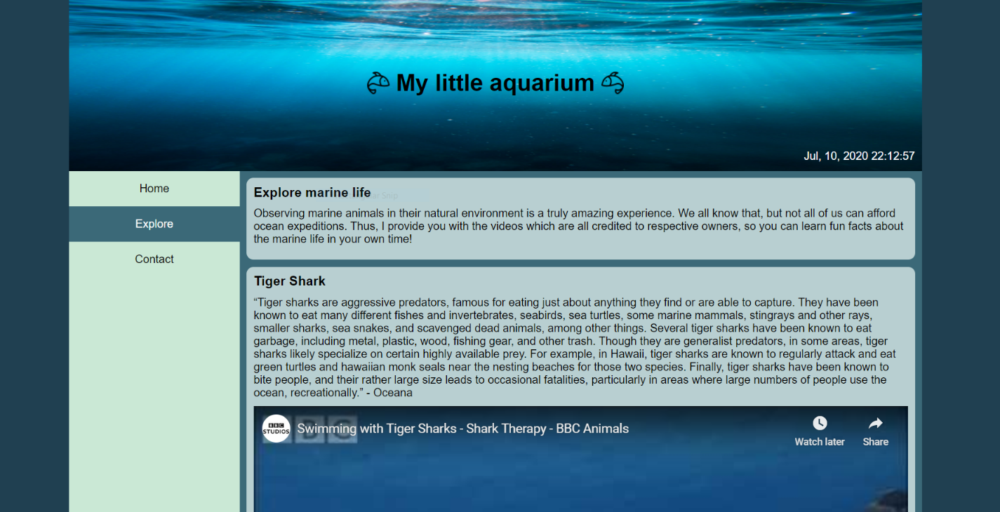 My little aquarium
Jul, 10, 2020 22:12:57
Home
Explore
Contact
Explore marine life
Observing marine animals in their natural environment is a truly amazing experience. We all know that, but not all of us can afford
ocean expeditions. Thus, I provide you with the videos which are all credited to respective owners, so you can learn fun facts about
the marine life in your own time!
Tiger Shark
“Tiger sharks are aggressive predators, famous for eating just about anything they find or are able to capture. They have been
known to eat many different fishes and invertebrates, seabirds, sea turtles, some marine mammals, stingrays and other rays,
smaller sharks, sea snakes, and scavenged dead animals, among other things. Several tiger sharks have been known to eat
garbage, including metal, plastic, wood, fishing gear, and other trash. Though they are generalist predators, in some areas, tiger
sharks likely specialize on certain highly available prey. For example, in Hawaii, tiger sharks are known to regularly attack and eat
green turtles and hawaiian monk seals near the nesting beaches for those two species. Finally, tiger sharks have been known to
bite people, and their rather large size leads to occasional fatalities, particularly in areas where large numbers of people use the
ocean, recreationally.” - Oceana
BBC
STUDIOS
Swimming with Tiger Sharks - Shark Therapy - BBC Animals
Watch later
Share